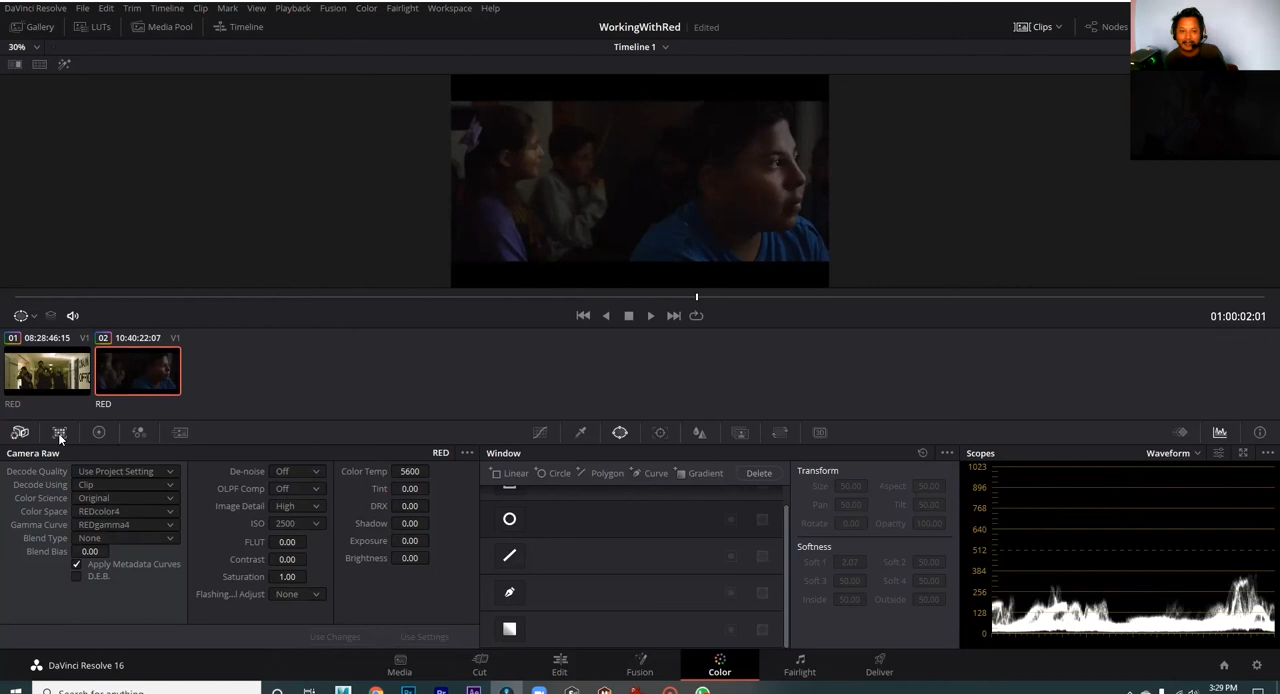 DaVinci Resolve File Edit Trim Timeline Clip Mark View Playback Fusion Color Fairlight Workspace Help
Gallery LUTs Media Pool Timeline WorkingWithRed Edited Clips Nodes
30% Timeline 1
01:00:02:01
01 08:28:46:15 V1 02 10:40:22:07 V1
RED RED
Camera Raw RED
Decode Quality Use Project Setting
Decode Using Clip
Color Science Original
Color Space REDcolor4
Gamma Curve REDgamma4
Blend Type None
Blend Bias 0.00
Apply Metadata Curves
D.E.B.
De-noise Off
OLPF Comp Off
Image Detail High
ISO 2500
FLUT 0.00
Contrast 0.00
Saturation 1.00
Flashing...l Adjust None
Color Temp 5600
Tint 0.00
DRX 0.00
Shadow 0.00
Exposure 0.00
Brightness 0.00
Use Changes Use Settings
Window
Linear Circle Polygon Curve Gradient Delete
Transform
Size 50.00 Aspect 50.00
Pan 50.00 Tilt 50.00
Rotate 0.00 Opacity 100.00
Softness
Soft 1 2.07 Soft 2 50.00
Soft 3 50.00 Soft 4 50.00
Inside 50.00 Outside 50.00
Scopes Waveform
1023
896
768
640
512
384
256
128
0
3D
DaVinci Resolve 16 Media Cut Edit Fusion Color Fairlight Deliver
Search for anything 3:29 PM